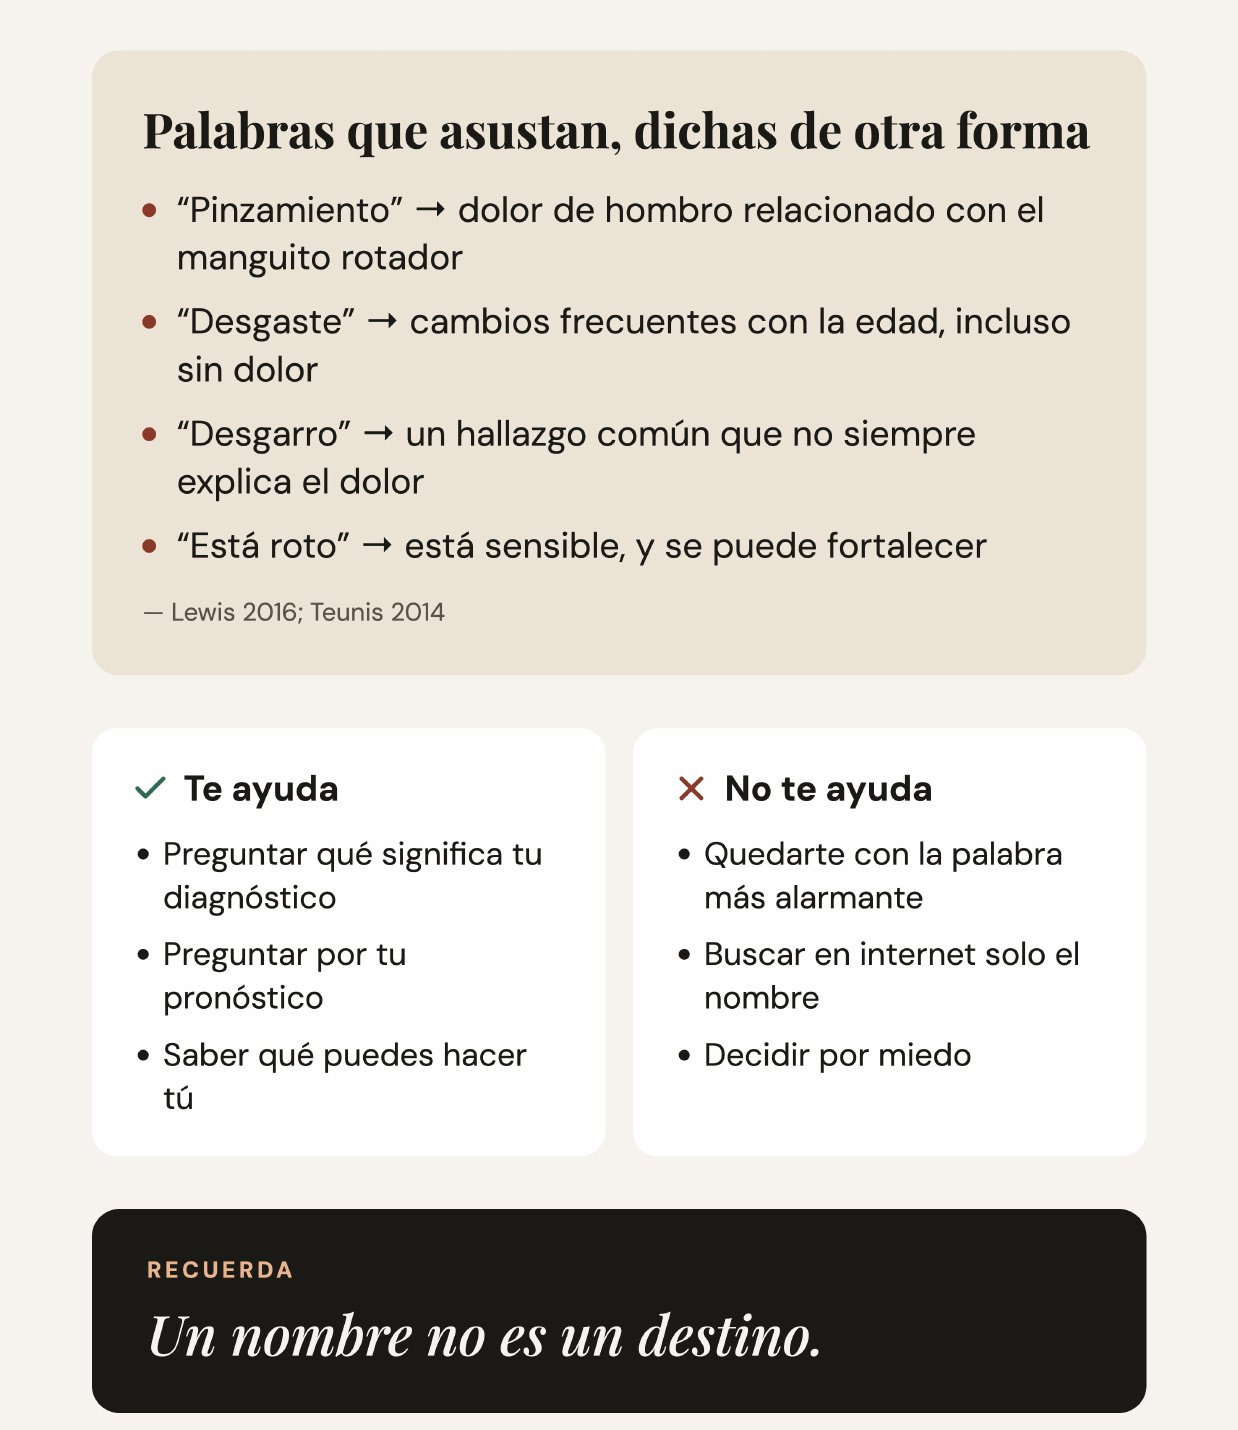 Palabras que asustan, dichas de otra forma
• “Pinzamiento” → dolor de hombro relacionado con el
manguito rotador
• “Desgaste” → cambios frecuentes con la edad, incluso
sin dolor
• “Desgarro” → un hallazgo común que no siempre
explica el dolor
• “Está roto” → está sensible, y se puede fortalecer
— Lewis 2016; Teunis 2014
✓ Te ayuda
• Preguntar qué significa tu
diagnóstico
• Preguntar por tu
pronóstico
• Saber qué puedes hacer
tú
✕ No te ayuda
• Quedarte con la palabra
más alarmante
• Buscar en internet solo el
nombre
• Decidir por miedo
RECUERDA
Un nombre no es un destino.